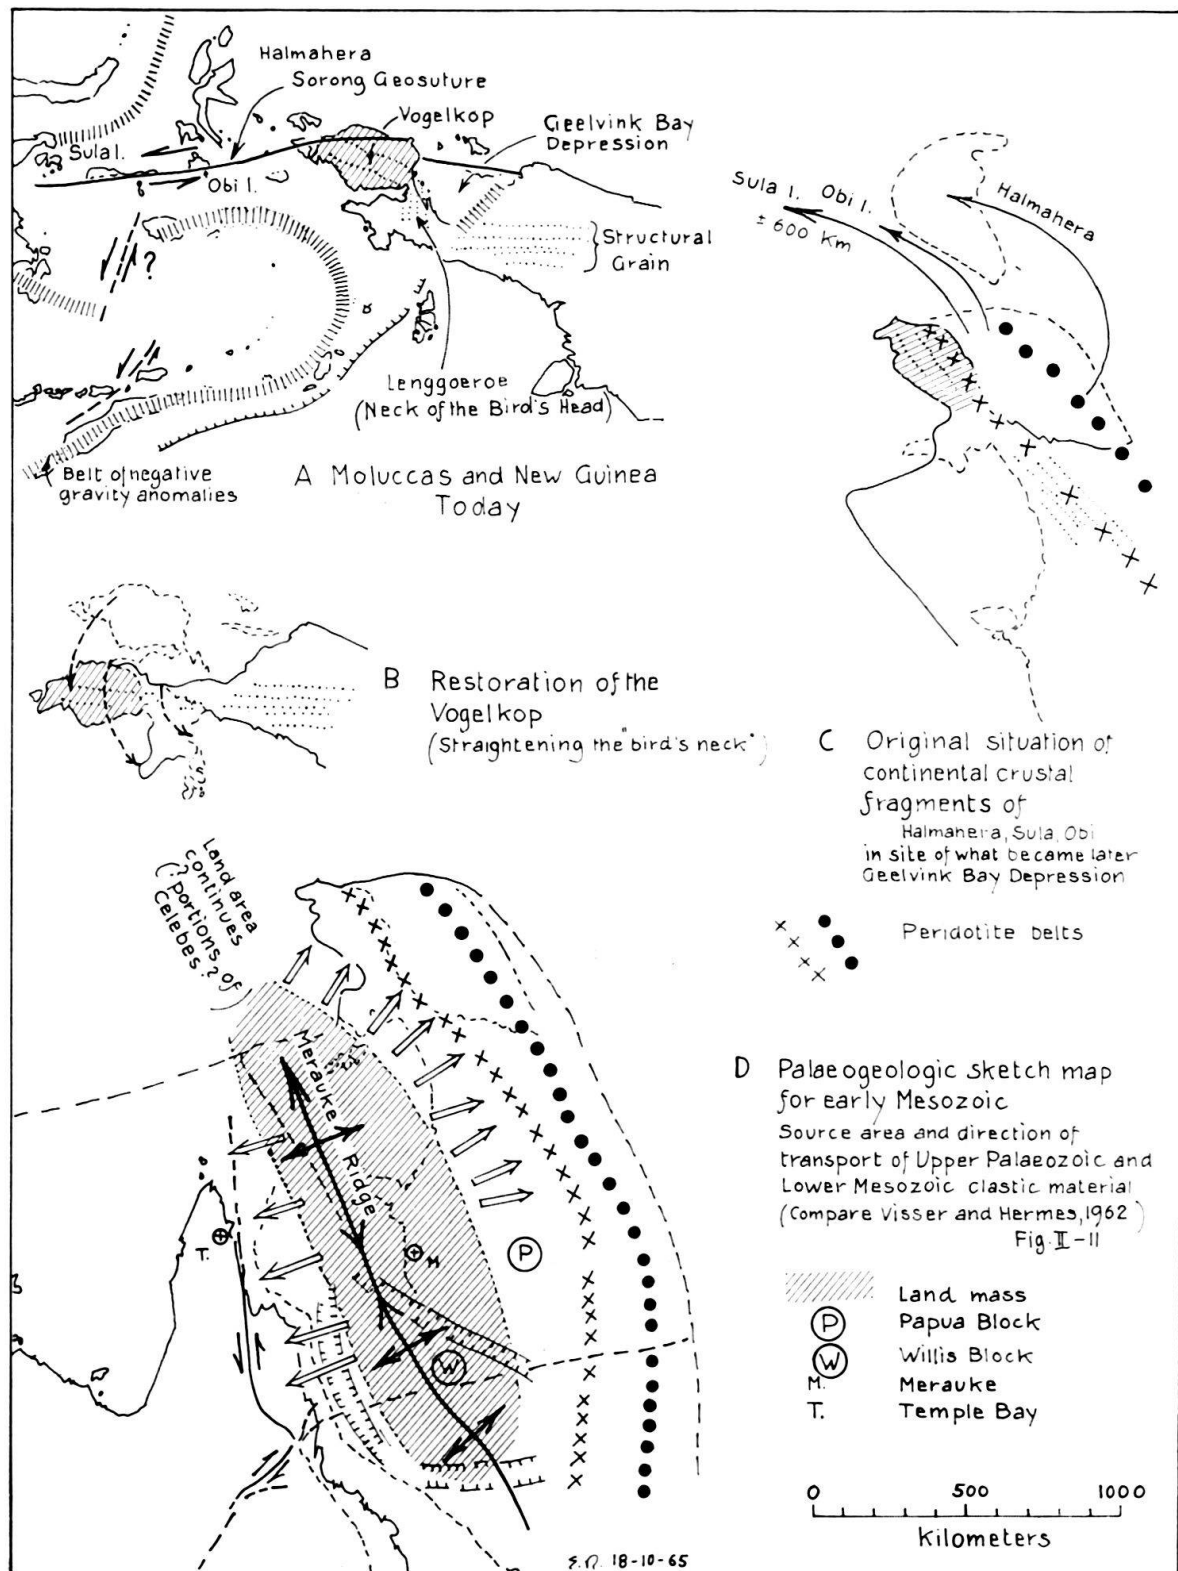 Halmahera
Sorong Geosuture
Vogelkop
Geelvink Bay
Depression
Sula I.
Obi I.
?
Structural
Grain
Lenggoeroe
(Neck of the Bird's Head)
Belt of negative
gravity anomalies
A Moluccas and New Guinea
Today
Sula I. Obi I.
± 600 Km
Halmahera
B Restoration of the
Vogelkop
(Straightening the "bird's neck")
C Original situation of
continental crustal
fragments of
Halmahera, Sula, Obi
in site of what became later
Geelvink Bay Depression
Peridotite belts
Land area
continues
(? portions of
Celebes?)
Merauke Ridge
T.
M
P
W
D Palaeogeologic sketch map
for early Mesozoic
Source area and direction of
transport of Upper Palaeozoic and
Lower Mesozoic clastic material
(Compare Visser and Hermes, 1962)
Fig. II-11
Land mass
P Papua Block
W Willis Block
M. Merauke
T. Temple Bay
0 500 1000
Kilometers
18-10-65